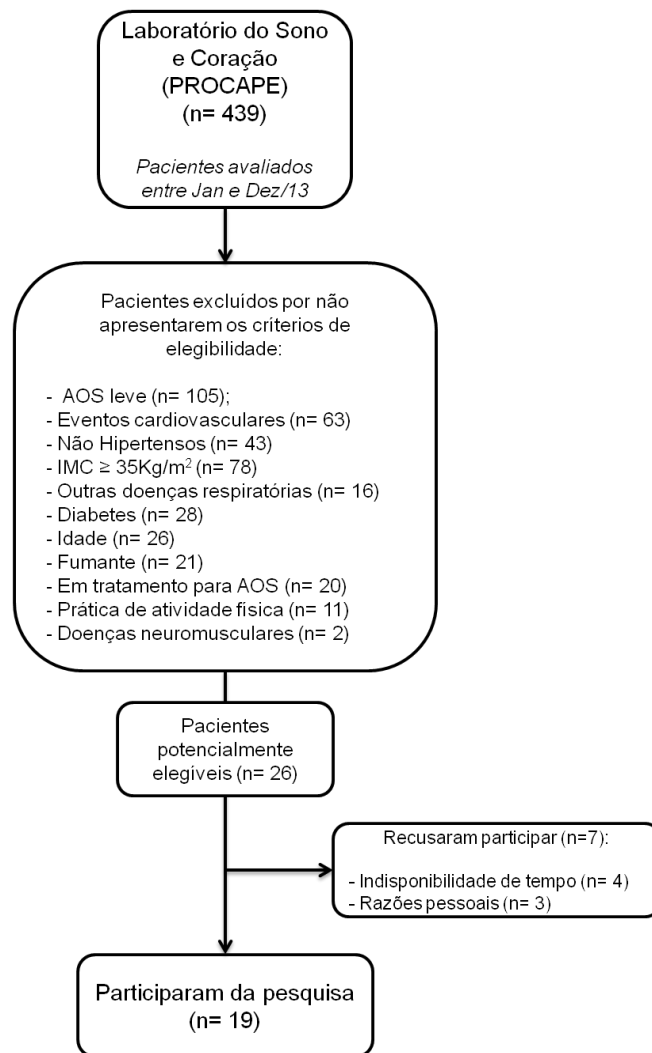 Laboratório do Sono
e Coração
(PROCAPE)
(n= 439)
Pacientes avaliados
entre Jan e Dez/13
Pacientes excluídos por não
apresentarem os criterios de
elegibilidade:
- AOS leve (n= 105);
- Eventos cardiovasculares (n= 63)
- Não Hipertensos (n= 43)
- IMC ≥ 35Kg/m² (n= 78)
- Outras doenças respiratórias (n= 16)
- Diabetes (n= 28)
- Idade (n= 26)
- Fumante (n= 21)
- Em tratamento para AOS (n= 20)
- Prática de atividade física (n= 11)
- Doenças neuromusculares (n= 2)
Pacientes
potencialmente
elegíveis (n= 26)
Recusaram participar (n=7):
- Indisponibilidade de tempo (n= 4)
- Razões pessoais (n= 3)
Participaram da pesquisa
(n= 19)